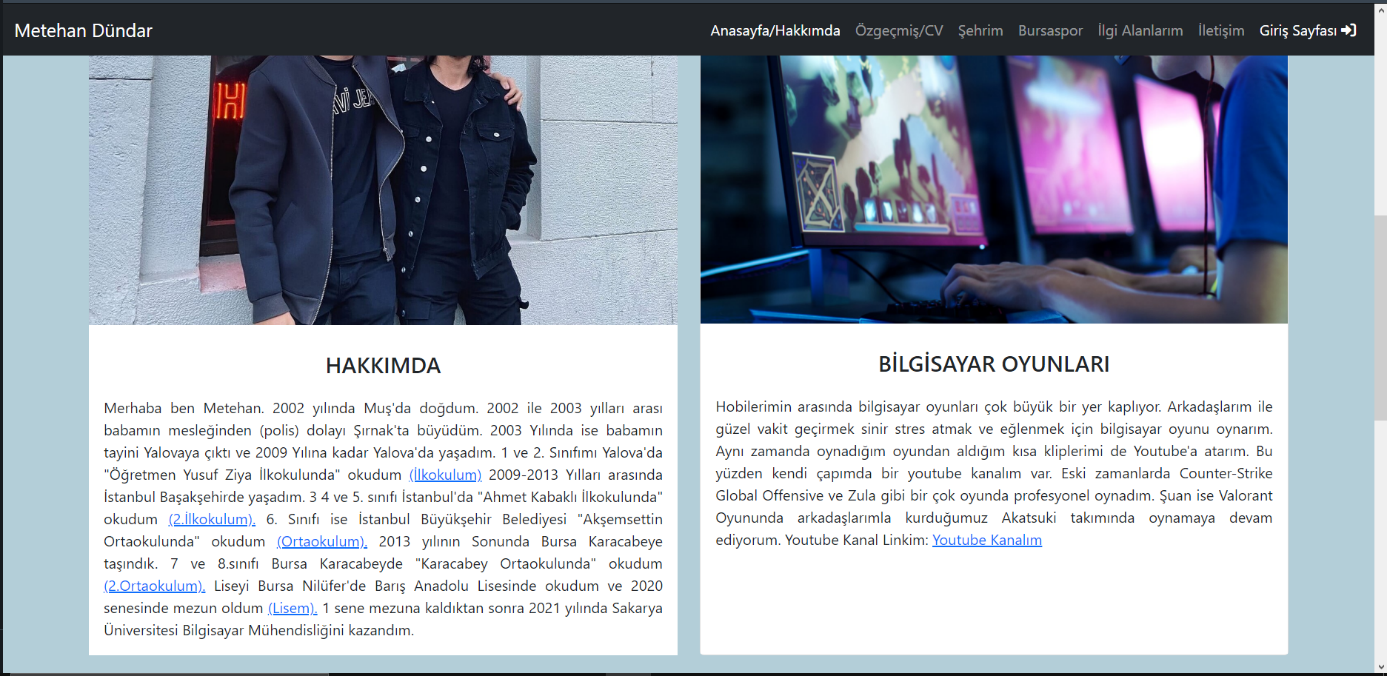 Metehan Dündar
Anasayfa/Hakkımda Özgeçmiş/CV Şehrim Bursaspor İlgi Alanlarım İletişim Giriş Sayfası
HAKKIMDA
Merhaba ben Metehan. 2002 yılında Muş'da doğdum. 2002 ile 2003 yılları arası
babamın mesleğinden (polis) dolayı Şırnak'ta büyüdüm. 2003 Yılında ise babamın
tayini Yalovaya çıktı ve 2009 Yılına kadar Yalova'da yaşadım. 1 ve 2. Sınıfımı Yalova'da
"Öğretmen Yusuf Ziya İlkokulunda" okudum (İlkokulum) 2009-2013 Yılları arasında
İstanbul Başakşehirde yaşadım. 3 4 ve 5. sınıfı İstanbul'da "Ahmet Kabaklı İlkokulunda"
okudum (2.İlkokulum). 6. Sınıfı ise İstanbul Büyükşehir Belediyesi "Akşemsettin
Ortaokulunda" okudum (Ortaokulum). 2013 yılının Sonunda Bursa Karacabeye
taşındık. 7 ve 8.sınıfı Bursa Karacabeyde "Karacabey Ortaokulunda" okudum
(2.Ortaokulum). Liseyi Bursa Nilüfer'de Barış Anadolu Lisesinde okudum ve 2020
senesinde mezun oldum (Lisem). 1 sene mezuna kaldıktan sonra 2021 yılında Sakarya
Üniversitesi Bilgisayar Mühendisliğini kazandım.
BİLGİSAYAR OYUNLARI
Hobilerimin arasında bilgisayar oyunları çok büyük bir yer kaplıyor. Arkadaşlarım ile
güzel vakit geçirmek sinir stres atmak ve eğlenmek için bilgisayar oyunu oynarım.
Aynı zamanda oynadığım oyundan aldığım kısa kliplerimi de Youtube'a atarım. Bu
yüzden kendi çapımda bir youtube kanalım var. Eski zamanlarda Counter-Strike
Global Offensive ve Zula gibi bir çok oyunda profesyonel oynadım. Şuan ise Valorant
Oyununda arkadaşlarımla kurduğumuz Akatsuki takımında oynamaya devam
ediyorum. Youtube Kanal Linkim: Youtube Kanalım